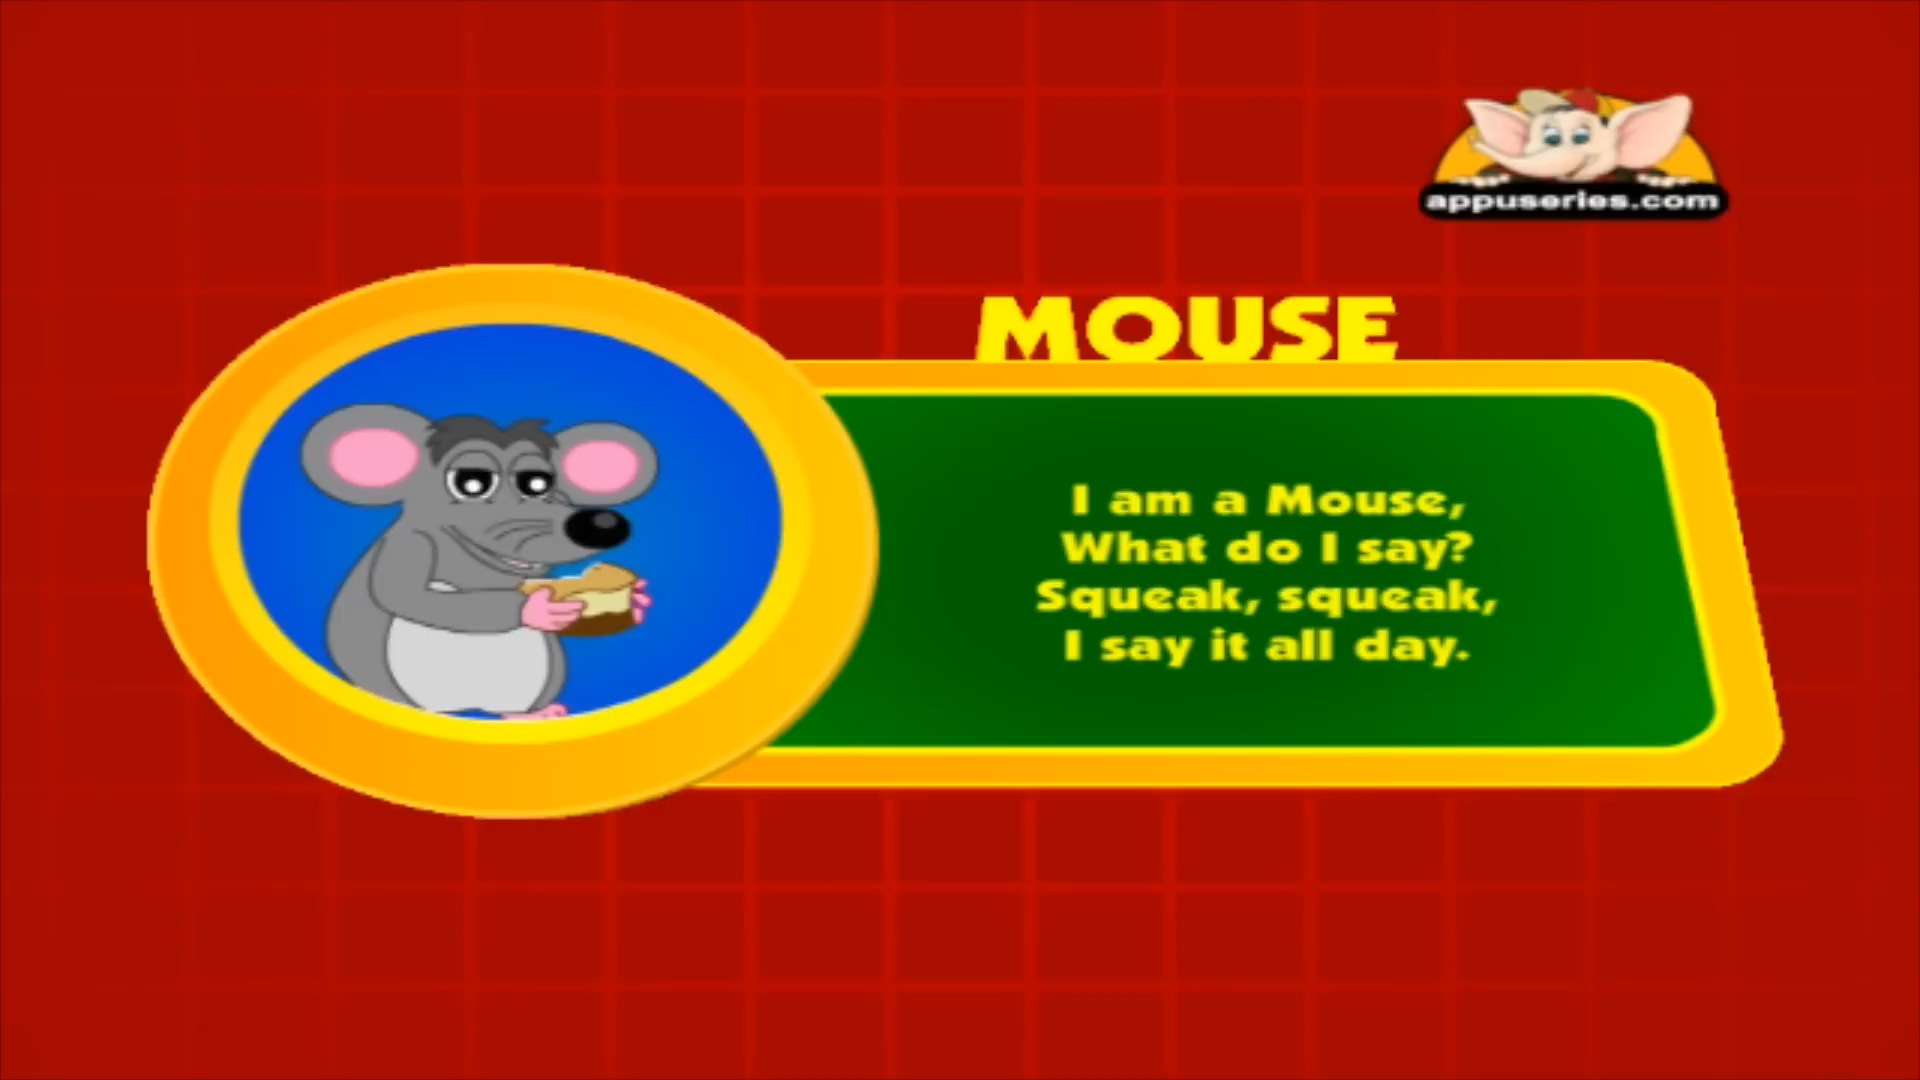 appuseries.com
MOUSE
I am a Mouse,
What do I say?
Squeak, squeak,
I say it all day.